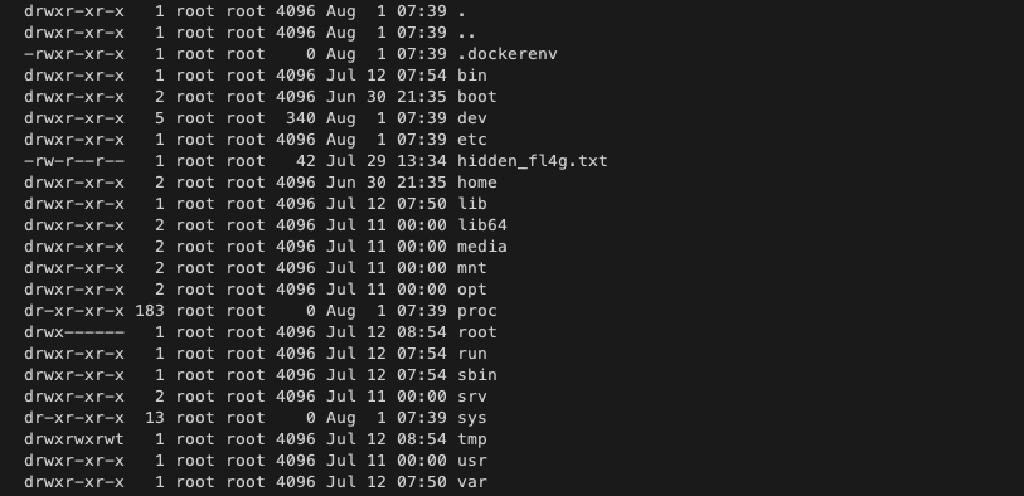 drwxr-xr-x   1 root root 4096 Aug  1 07:39 .
drwxr-xr-x   1 root root 4096 Aug  1 07:39 ..
-rwxr-xr-x   1 root root    0 Aug  1 07:39 .dockerenv
drwxr-xr-x   1 root root 4096 Jul 12 07:54 bin
drwxr-xr-x   2 root root 4096 Jun 30 21:35 boot
drwxr-xr-x   5 root root  340 Aug  1 07:39 dev
drwxr-xr-x   1 root root 4096 Aug  1 07:39 etc
-rw-r--r--   1 root root   42 Jul 29 13:34 hidden_fl4g.txt
drwxr-xr-x   2 root root 4096 Jun 30 21:35 home
drwxr-xr-x   1 root root 4096 Jul 12 07:50 lib
drwxr-xr-x   2 root root 4096 Jul 11 00:00 lib64
drwxr-xr-x   2 root root 4096 Jul 11 00:00 media
drwxr-xr-x   2 root root 4096 Jul 11 00:00 mnt
drwxr-xr-x   2 root root 4096 Jul 11 00:00 opt
dr-xr-xr-x 183 root root    0 Aug  1 07:39 proc
drwx------   1 root root 4096 Jul 12 08:54 root
drwxr-xr-x   1 root root 4096 Jul 12 07:54 run
drwxr-xr-x   1 root root 4096 Jul 12 07:54 sbin
drwxr-xr-x   2 root root 4096 Jul 11 00:00 srv
dr-xr-xr-x  13 root root    0 Aug  1 07:39 sys
drwxrwxrwt   1 root root 4096 Jul 12 08:54 tmp
drwxr-xr-x   1 root root 4096 Jul 11 00:00 usr
drwxr-xr-x   1 root root 4096 Jul 12 07:50 var